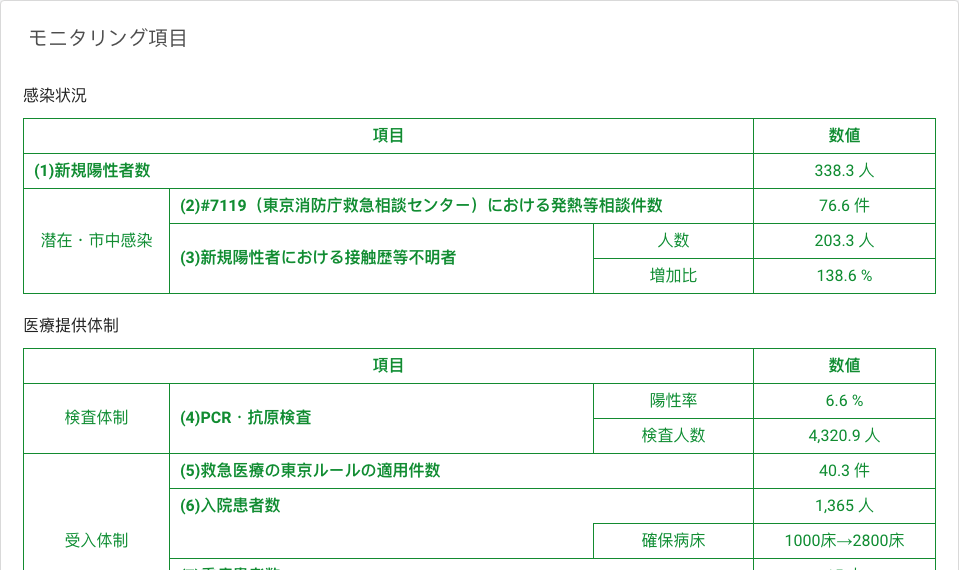 モニタリング項目
感染状況
項目 数値
(1)新規陽性者数 338.3 人
潜在・市中感染 (2)#7119（東京消防庁救急相談センター）における発熱等相談件数 76.6 件
(3)新規陽性者における接触歴等不明者 人数 203.3 人
増加比 138.6 %
医療提供体制
項目 数値
検査体制 (4)PCR・抗原検査 陽性率 6.6 %
検査人数 4,320.9 人
(5)救急医療の東京ルールの適用件数 40.3 件
受入体制 (6)入院患者数 1,365 人
確保病床 1000床→2800床